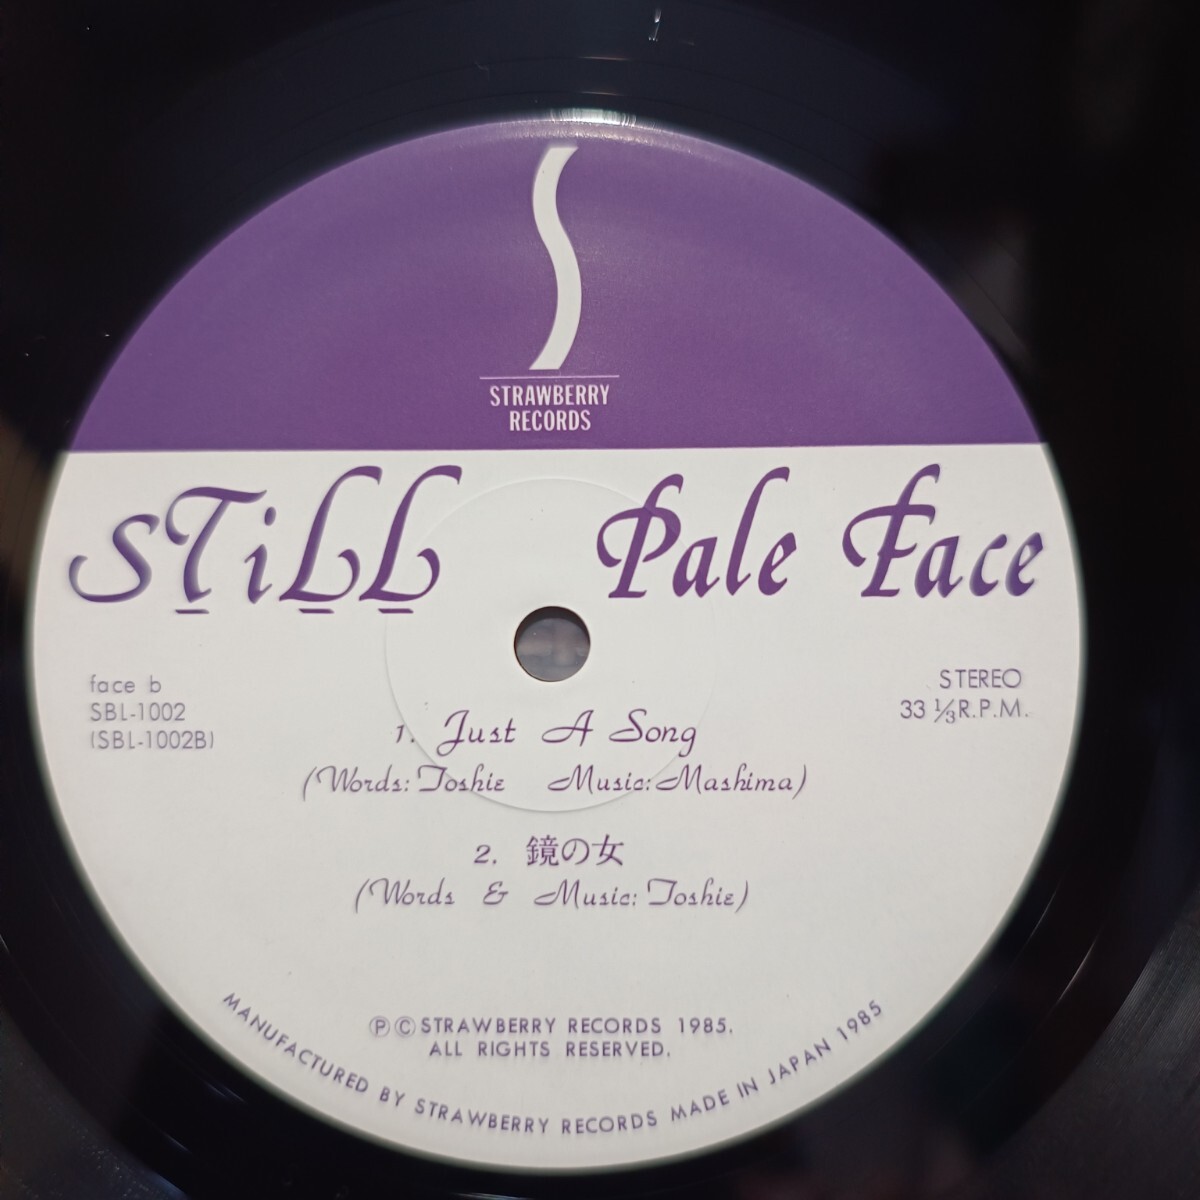 STRAWBERRY
RECORDS
STiLL Pale Face
face b
SBL-1002
(SBL-1002B)
STEREO
33 ⅓ R.P.M.
1. Just A Song
(Words: Toshie Music: Mashima)
2. 鏡の女
(Words & Music: Toshie)
ⓅⒸ STRAWBERRY RECORDS 1985.
ALL RIGHTS RESERVED.
MANUFACTURED BY STRAWBERRY RECORDS MADE IN JAPAN 1985